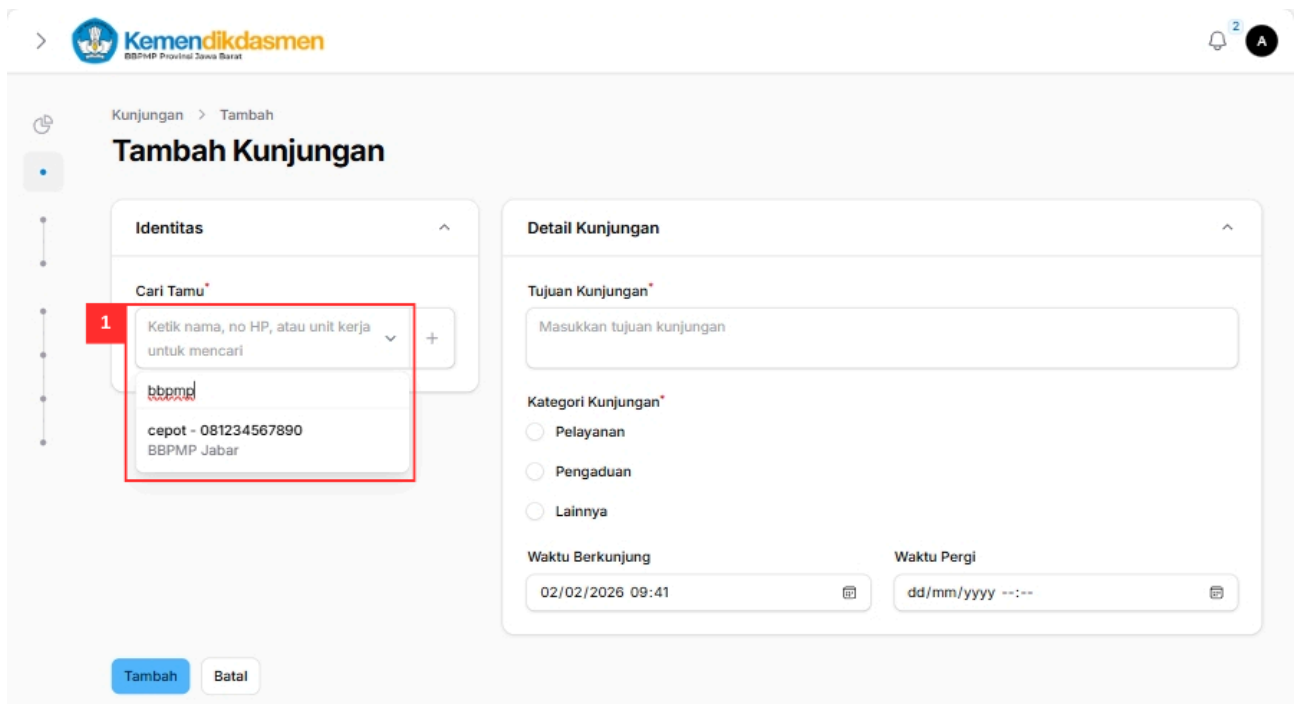 Kemendikdasmen
BBPMP Provinsi Jawa Barat
2
A
Kunjungan > Tambah
Tambah Kunjungan
Identitas
Cari Tamu*
1
Ketik nama, no HP, atau unit kerja
untuk mencari
+
bbpmp
cepot - 081234567890
BBPMP Jabar
Detail Kunjungan
Tujuan Kunjungan*
Masukkan tujuan kunjungan
Kategori Kunjungan*
Pelayanan
Pengaduan
Lainnya
Waktu Berkunjung
02/02/2026 09:41
Waktu Pergi
dd/mm/yyyy --:--
Tambah
Batal